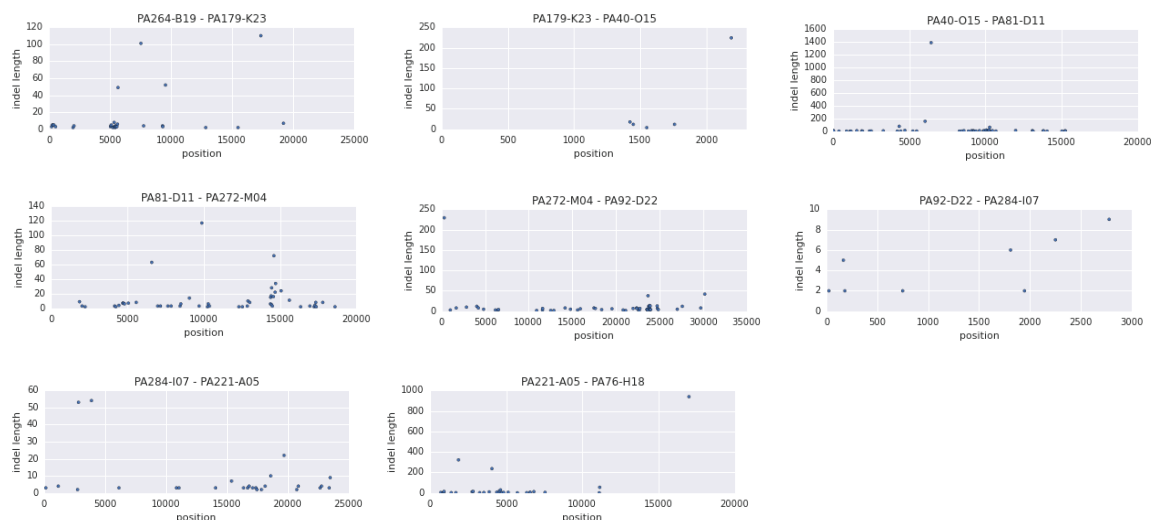 PA264-B19 - PA179-K23
120
100
80
60
40
20
0
indel length
0 5000 10000 15000 20000 25000
position
PA179-K23 - PA40-O15
250
200
150
100
50
0
indel length
0 500 1000 1500 2000
position
PA40-O15 - PA81-D11
1600
1400
1200
1000
800
600
400
200
0
indel length
0 5000 10000 15000 20000
position
PA81-D11 - PA272-M04
140
120
100
80
60
40
20
0
indel length
0 5000 10000 15000 20000
position
PA272-M04 - PA92-D22
250
200
150
100
50
0
indel length
0 5000 10000 15000 20000 25000 30000 35000
position
PA92-D22 - PA284-I07
10
8
6
4
2
0
indel length
0 500 1000 1500 2000 2500 3000
position
PA284-I07 - PA221-A05
60
50
40
30
20
10
0
indel length
0 5000 10000 15000 20000 25000
position
PA221-A05 - PA76-H18
1000
800
600
400
200
0
indel length
0 5000 10000 15000 20000
position